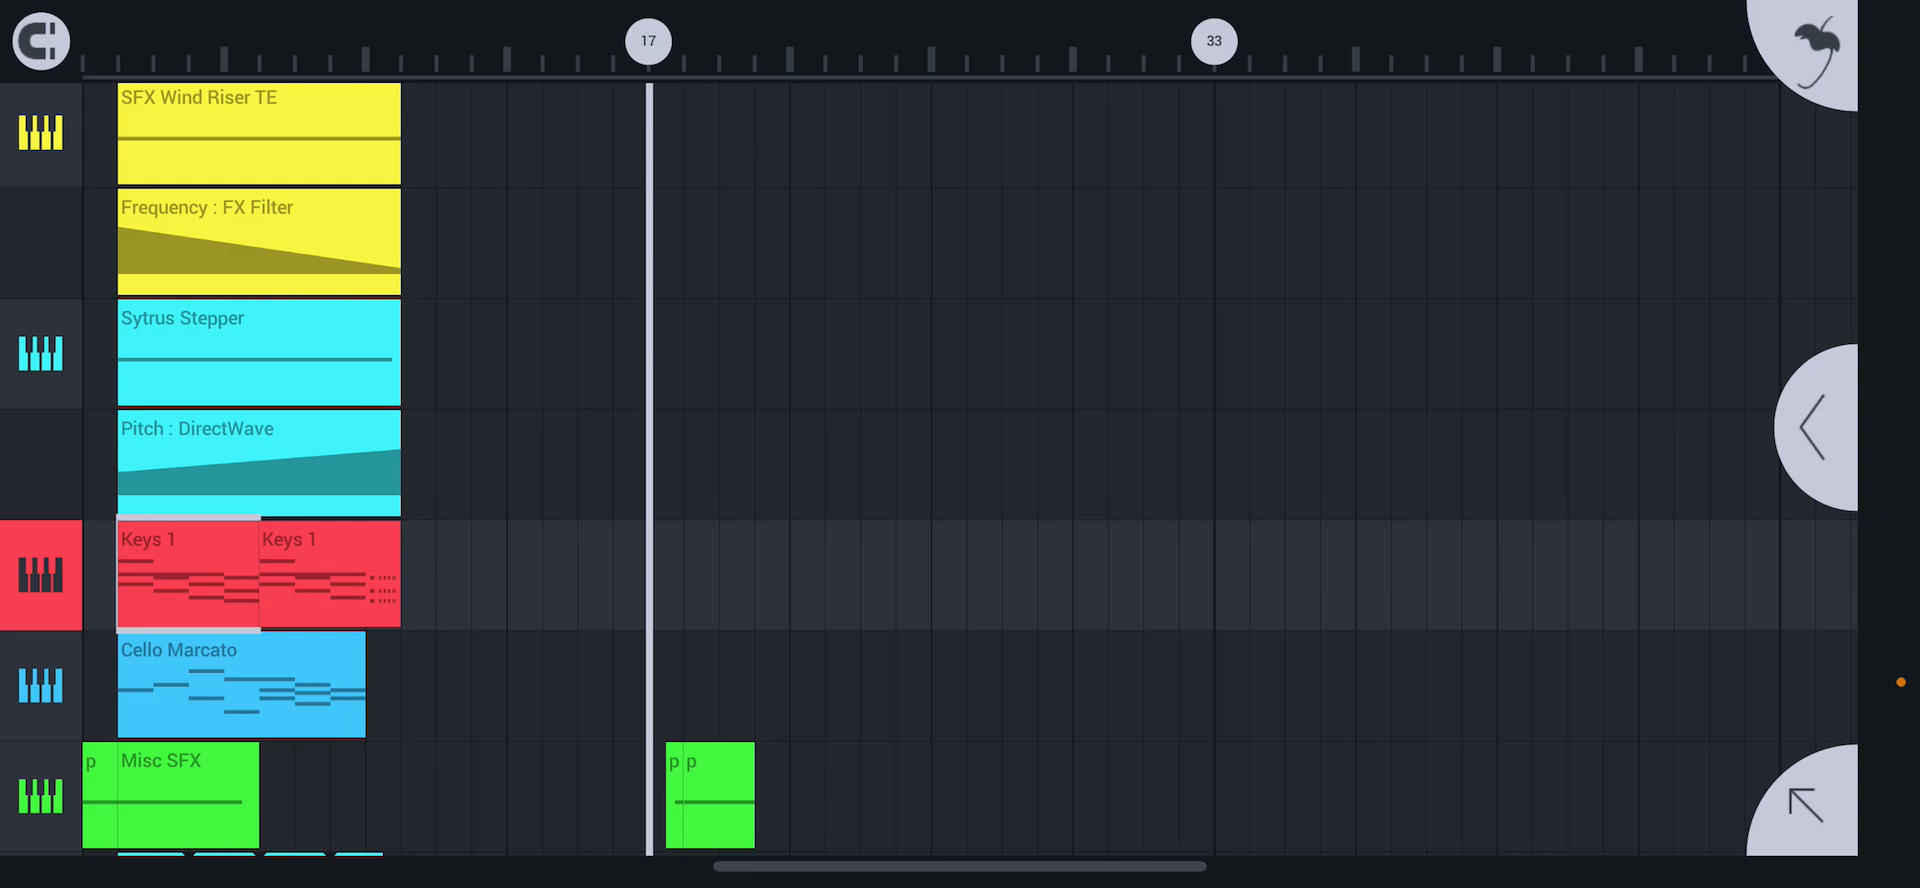 17
33
SFX Wind Riser TE
Frequency : FX Filter
Sytrus Stepper
Pitch : DirectWave
Keys 1 Keys 1
Cello Marcato
p Misc SFX p p